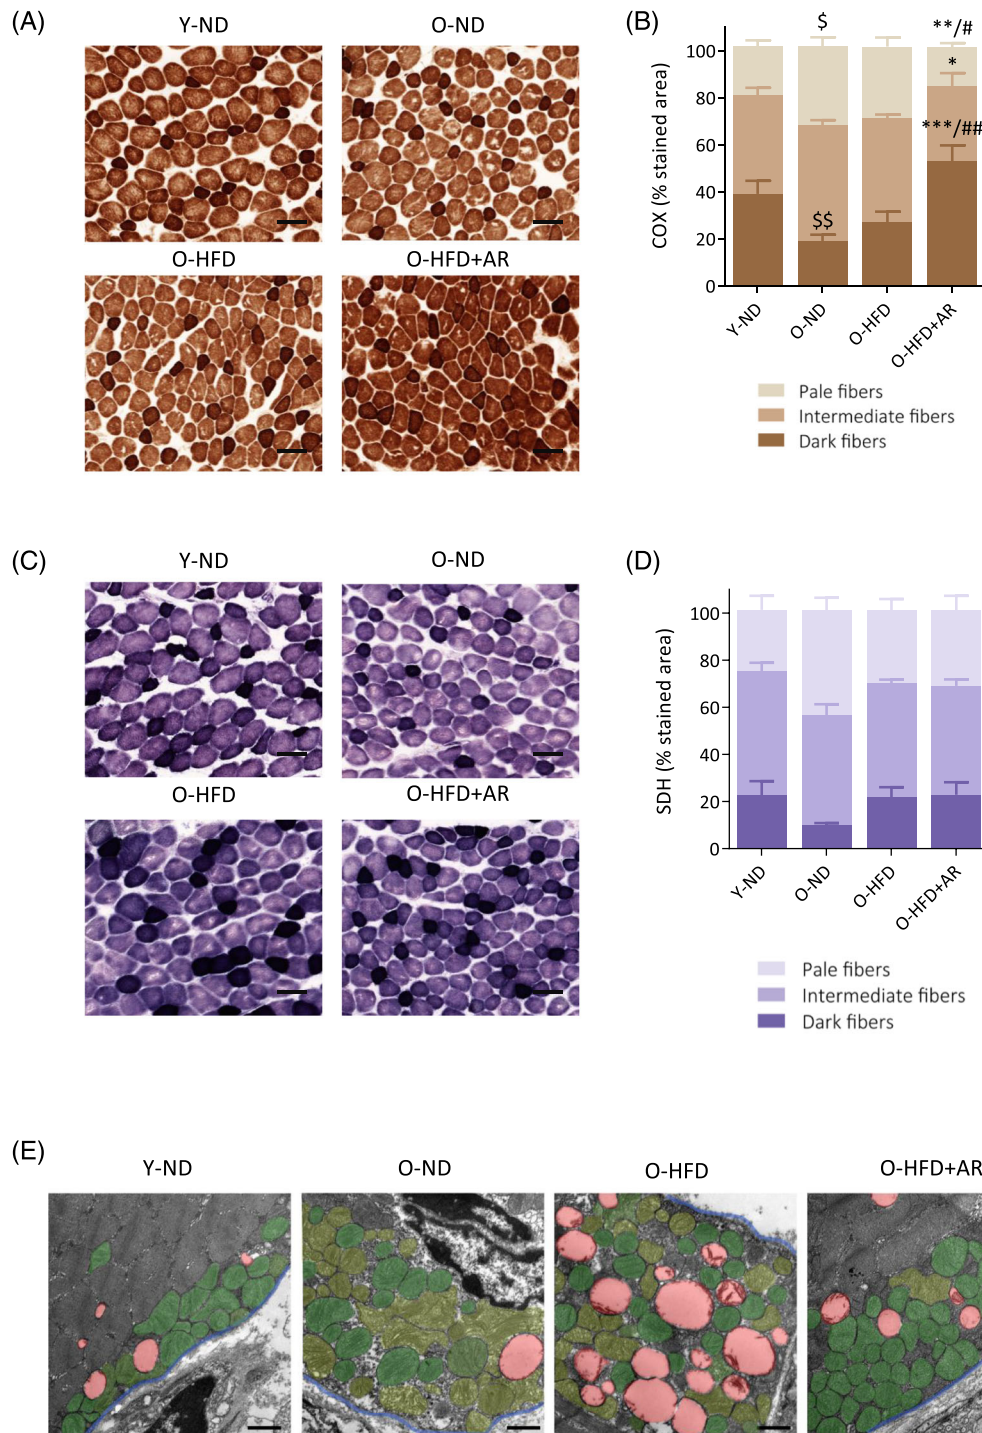 (A)
Y-ND
O-ND
O-HFD
O-HFD+AR
(B)
$
**/#
*
***/##
$$
COX (% stained area)
100
80
60
40
20
0
Y-ND
O-ND
O-HFD
O-HFD+AR
Pale fibers
Intermediate fibers
Dark fibers
(C)
Y-ND
O-ND
O-HFD
O-HFD+AR
(D)
SDH (% stained area)
100
80
60
40
20
0
Y-ND
O-ND
O-HFD
O-HFD+AR
Pale fibers
Intermediate fibers
Dark fibers
(E)
Y-ND
O-ND
O-HFD
O-HFD+AR